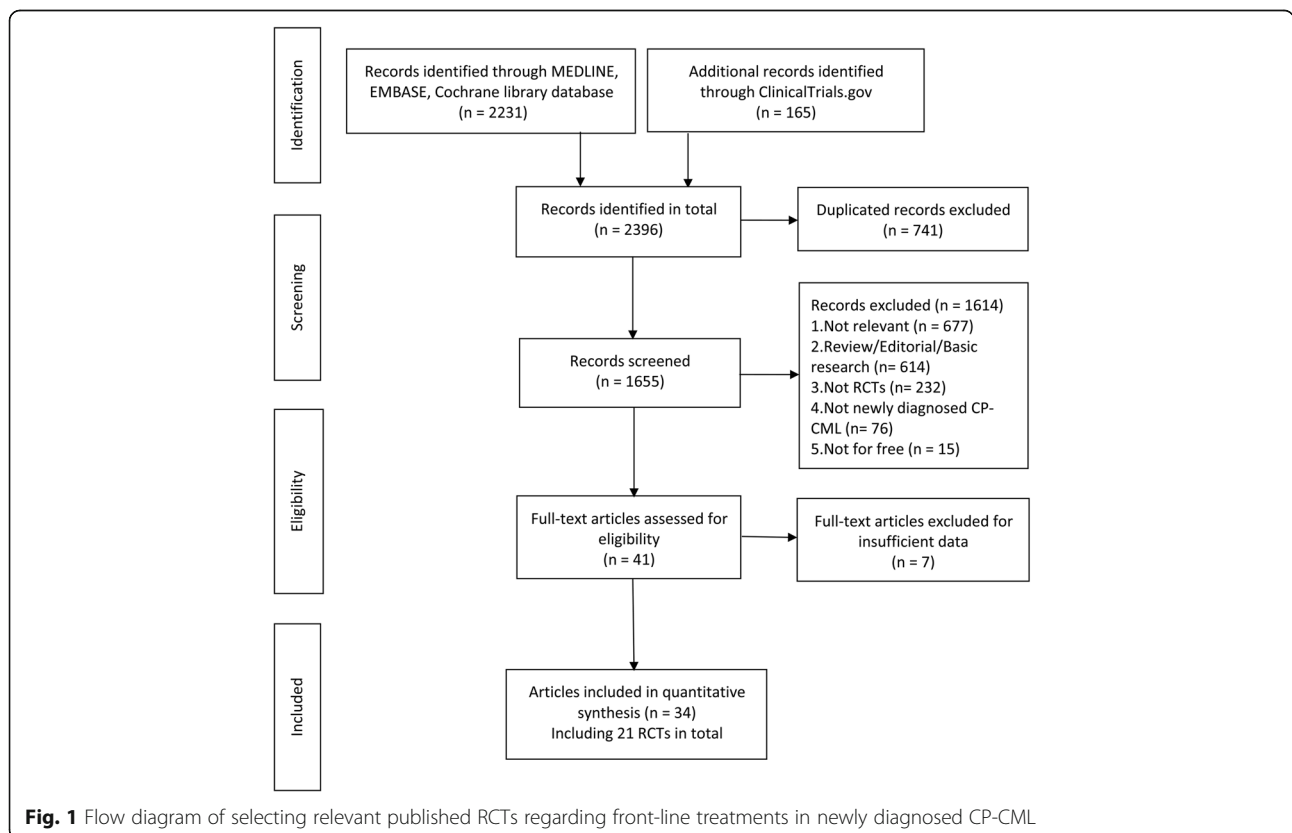 Identification
Records identified through MEDLINE,
EMBASE, Cochrane library database
(n = 2231)
Additional records identified
through ClinicalTrials.gov
(n = 165)
Records identified in total
(n = 2396)
Duplicated records excluded
(n = 741)
Screening
Records screened
(n = 1655)
Records excluded (n = 1614)
1.Not relevant (n = 677)
2.Review/Editorial/Basic
research (n= 614)
3.Not RCTs (n= 232)
4.Not newly diagnosed CP-
CML (n= 76)
5.Not for free (n = 15)
Eligibility
Full-text articles assessed for
eligibility
(n = 41)
Full-text articles excluded for
insufficient data
(n = 7)
Included
Articles included in quantitative
synthesis (n = 34)
Including 21 RCTs in total
Fig. 1 Flow diagram of selecting relevant published RCTs regarding front-line treatments in newly diagnosed CP-CML